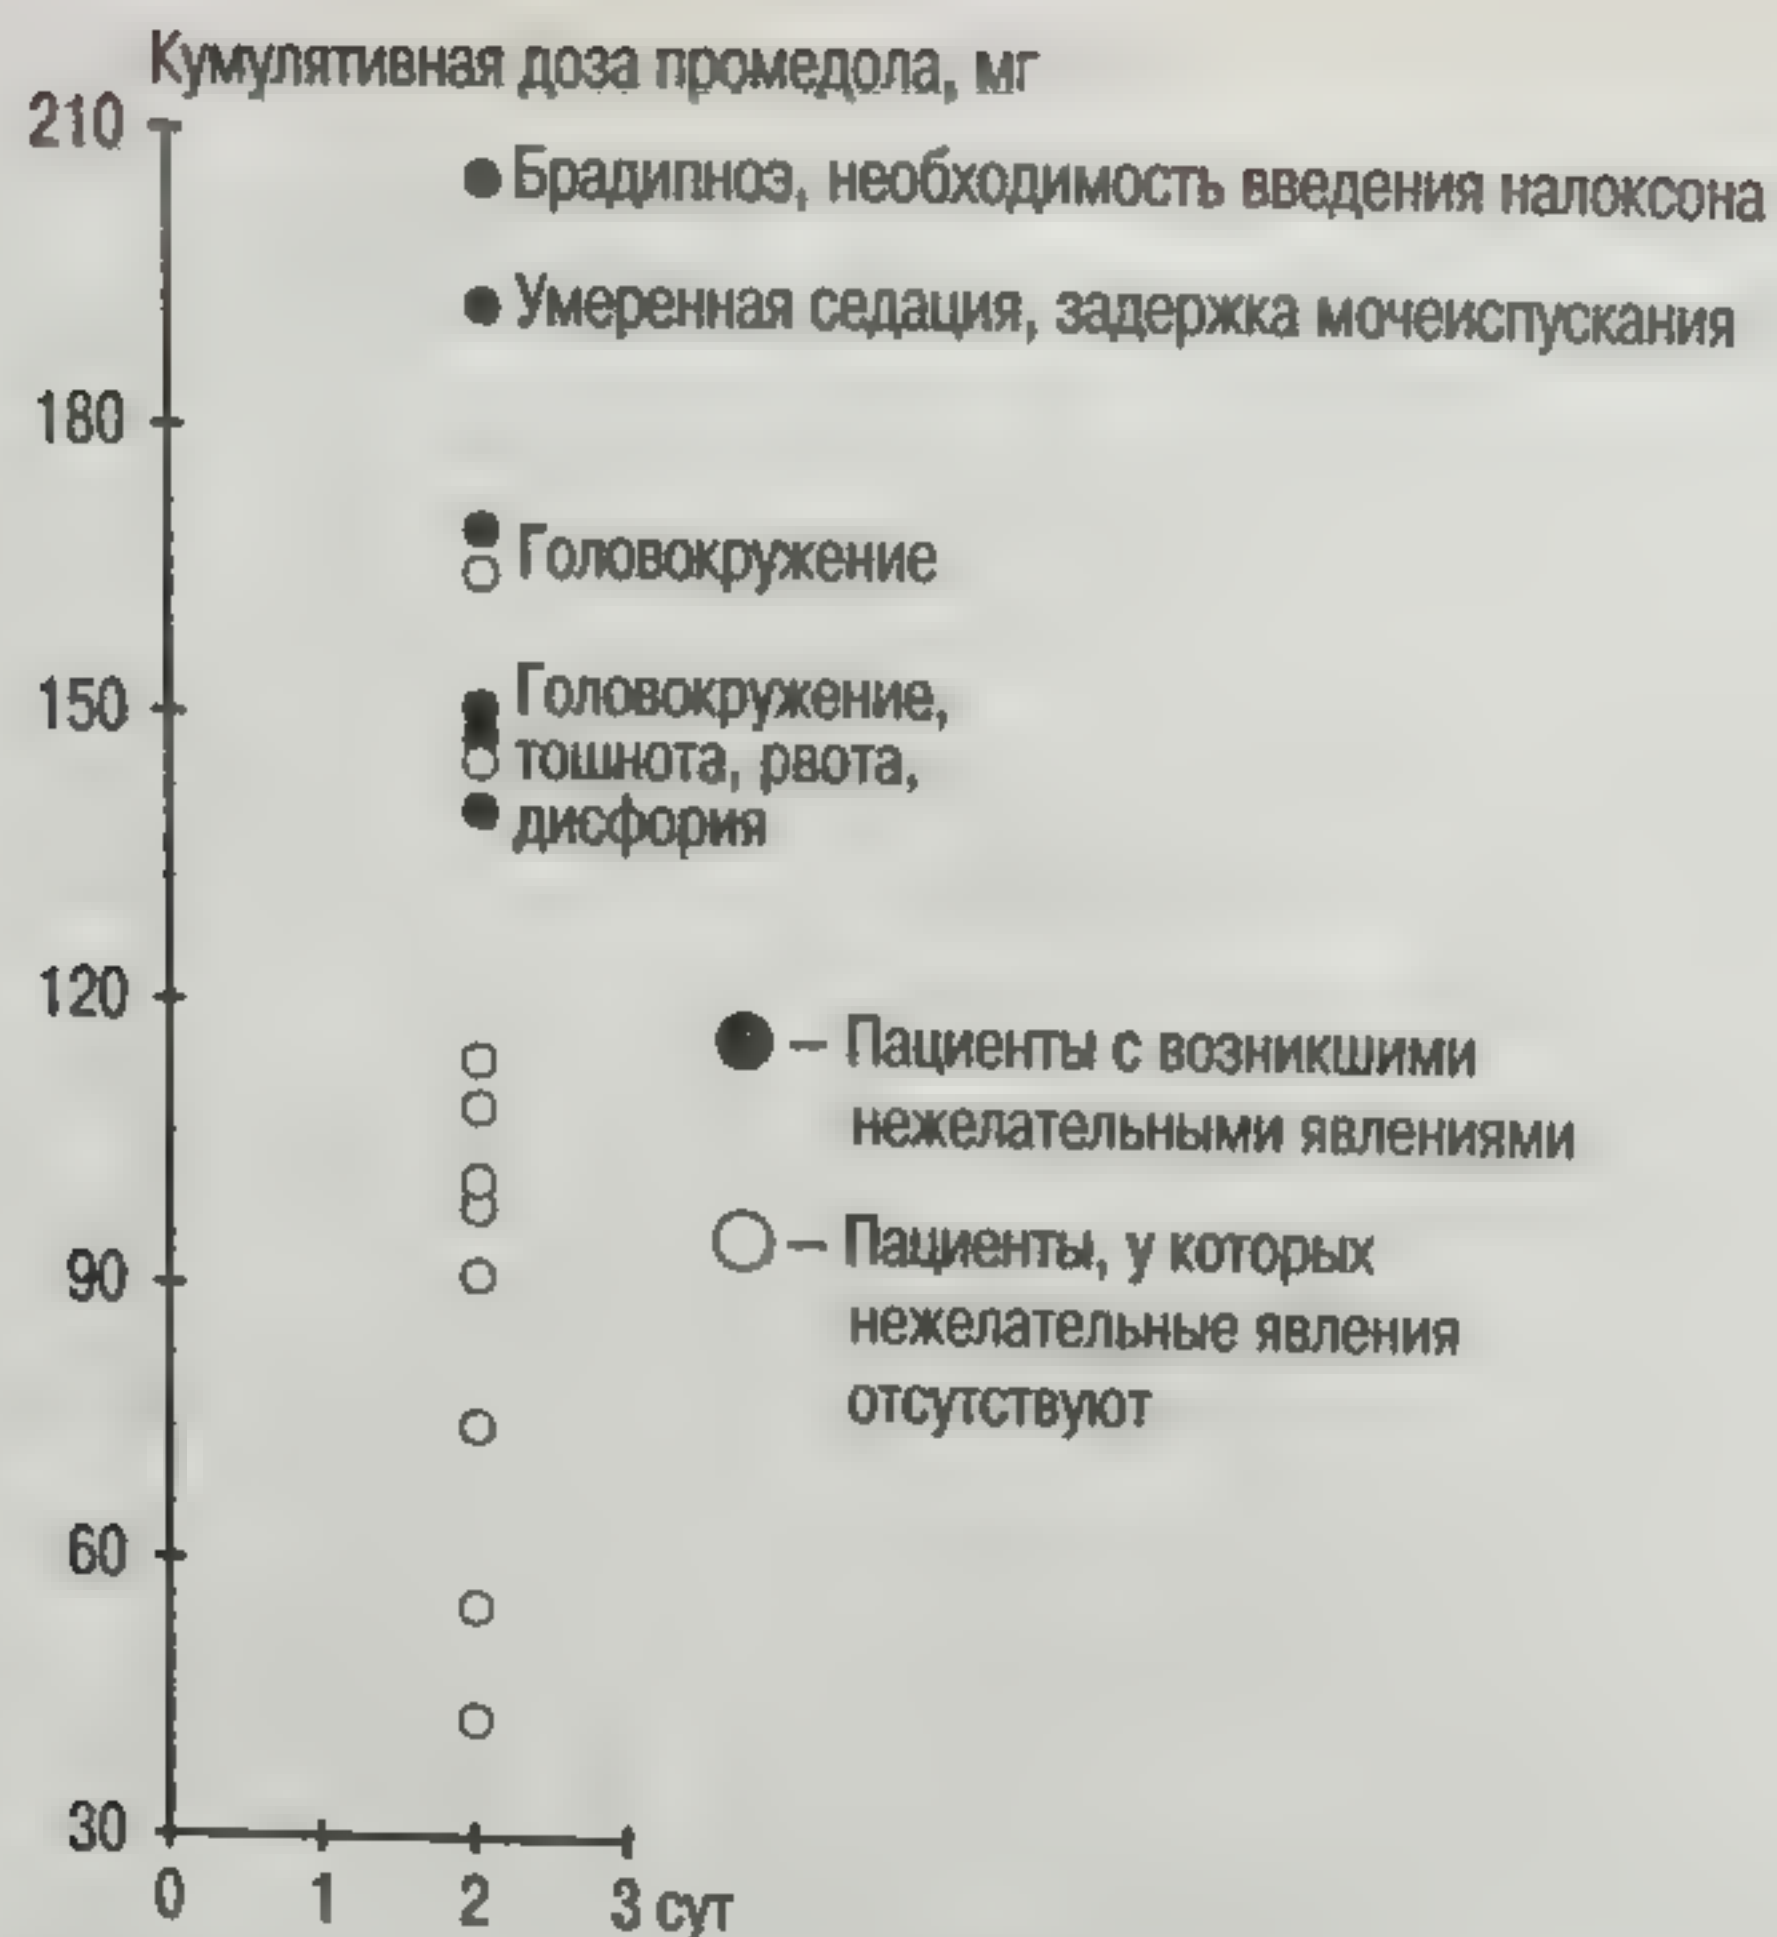 Кумулятивная доза промедола, мг
210
Брадипноэ, необходимость введения налоксона
Умеренная седация, задержка мочеиспускания
180
Головокружение
150
Головокружение,
тошнота, рвота,
дисфория
120
– Пациенты с возникшими
нежелательными явлениями
90
– Пациенты, у которых
нежелательные явления
отсутствуют
60
30
0 1 2 3 сут